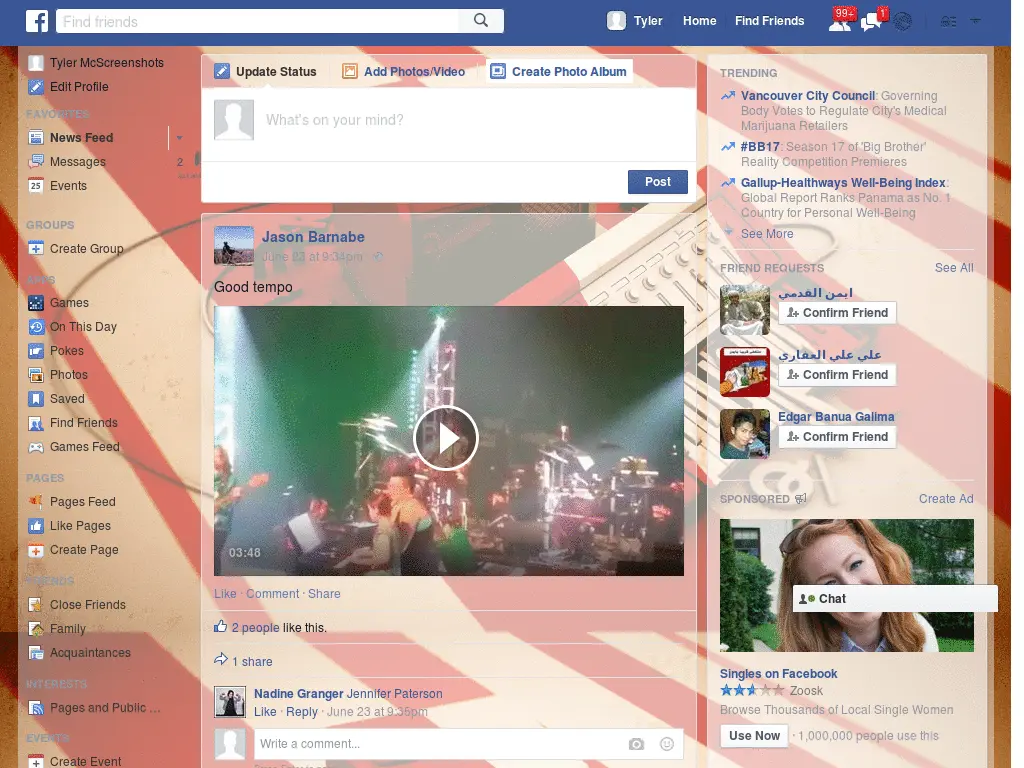 Find friends
Tyler
Home
Find Friends
99+
1
Tyler McScreenshots
Edit Profile
FAVORITES
News Feed
Messages
2
Events
GROUPS
Create Group
Games
On This Day
Pokes
Photos
Saved
Find Friends
Games Feed
PAGES
Pages Feed
Like Pages
Create Page
FRIENDS
Close Friends
Family
Acquaintances
INTERESTS
Pages and Public ...
EVENTS
Create Event
Update Status
Add Photos/Video
Create Photo Album
What's on your mind?
Post
Jason Barnabe
June 23 at 9:34pm
Good tempo
03:48
Like · Comment · Share
2 people like this.
1 share
Nadine Granger Jennifer Paterson
Like · Reply · June 23 at 9:36pm
Write a comment...
TRENDING
Vancouver City Council: Governing
Body Votes to Regulate City's Medical
Marijuana Retailers
#BB17: Season 17 of 'Big Brother'
Reality Competition Premieres
Gallup-Healthways Well-Being Index:
Global Report Ranks Panama as No. 1
Country for Personal Well-Being
See More
FRIEND REQUESTS
See All
ايمن القدمي
Confirm Friend
علي علي العفاري
Confirm Friend
Edgar Banua Galima
Confirm Friend
SPONSORED
Create Ad
Chat
Singles on Facebook
Zoosk
Browse Thousands of Local Single Women
Use Now · 1,000,000 people use this